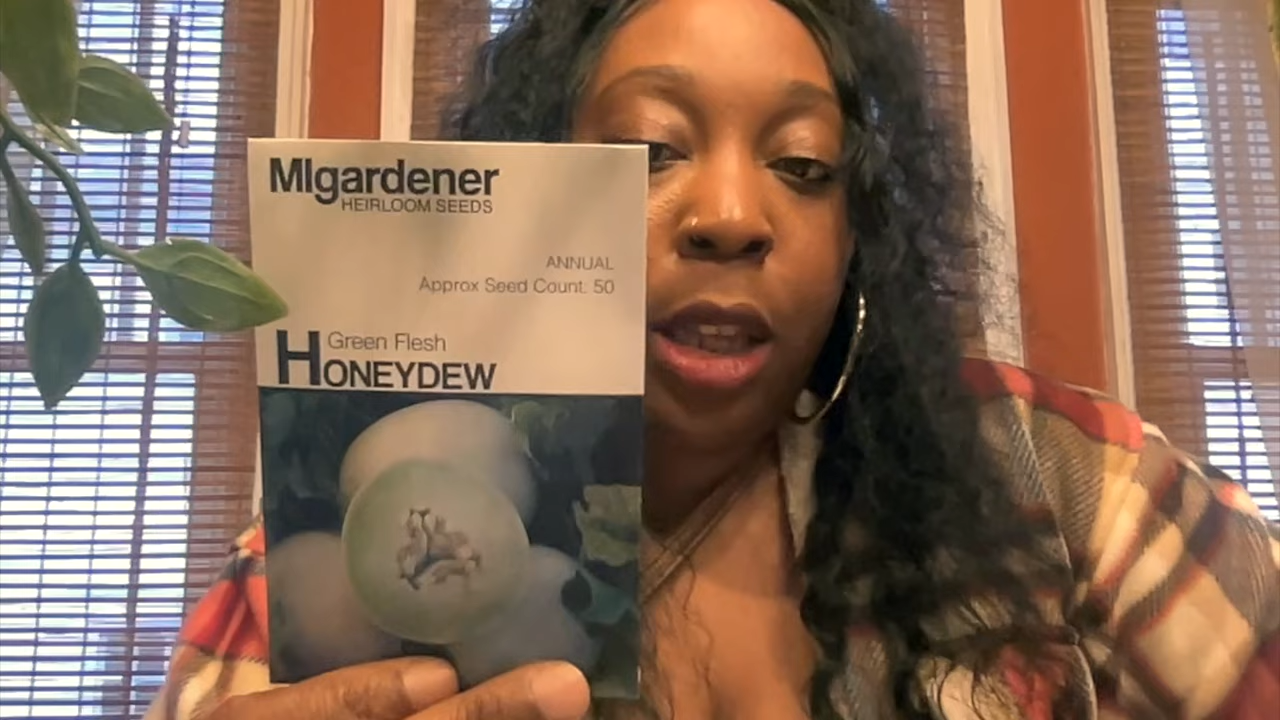 MIgardener
HEIRLOOM SEEDS
ANNUAL
Approx Seed Count. 50
Green Flesh
HONEYDEW